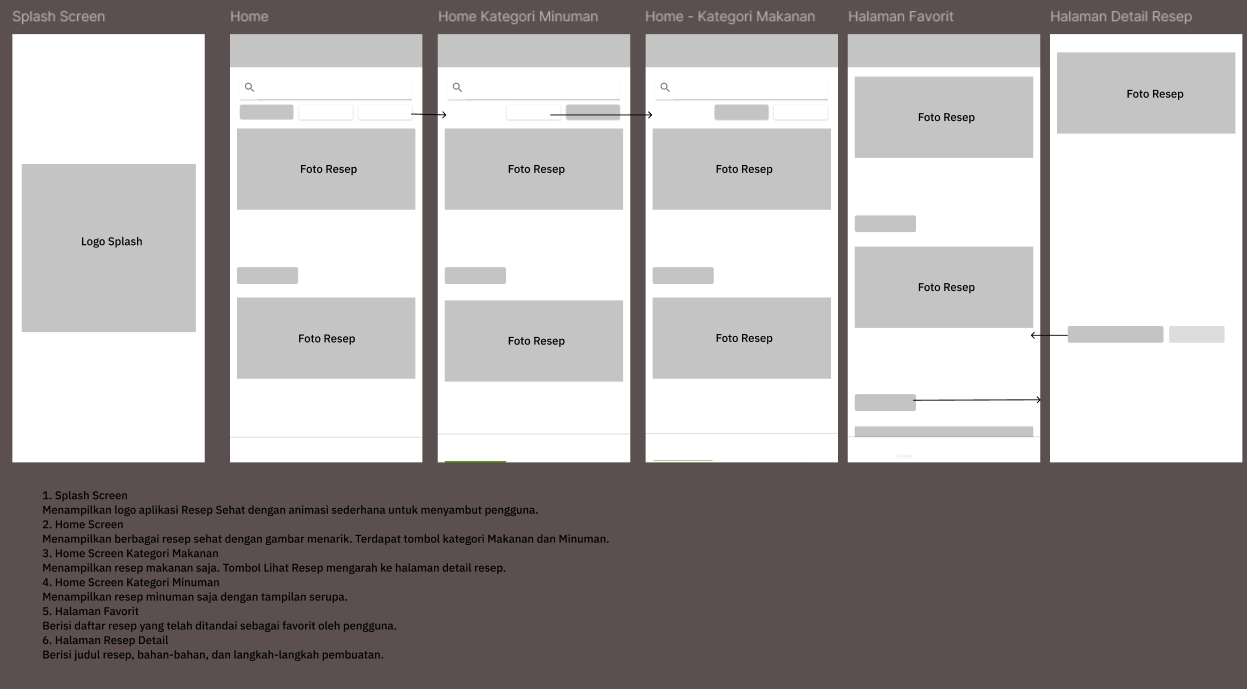 Splash Screen
Home
Home Kategori Minuman
Home - Kategori Makanan
Halaman Favorit
Halaman Detail Resep
Logo Splash
Foto Resep
Foto Resep
Foto Resep
Foto Resep
Foto Resep
Foto Resep
Foto Resep
Foto Resep
Foto Resep
1. Splash Screen
Menampilkan logo aplikasi Resep Sehat dengan animasi sederhana untuk menyambut pengguna.
2. Home Screen
Menampilkan berbagai resep sehat dengan gambar menarik. Terdapat tombol kategori Makanan dan Minuman.
3. Home Screen Kategori Makanan
Menampilkan resep makanan saja. Tombol Lihat Resep mengarah ke halaman detail resep.
4. Home Screen Kategori Minuman
Menampilkan resep minuman saja dengan tampilan serupa.
5. Halaman Favorit
Berisi daftar resep yang telah ditandai sebagai favorit oleh pengguna.
6. Halaman Resep Detail
Berisi judul resep, bahan-bahan, dan langkah-langkah pembuatan.